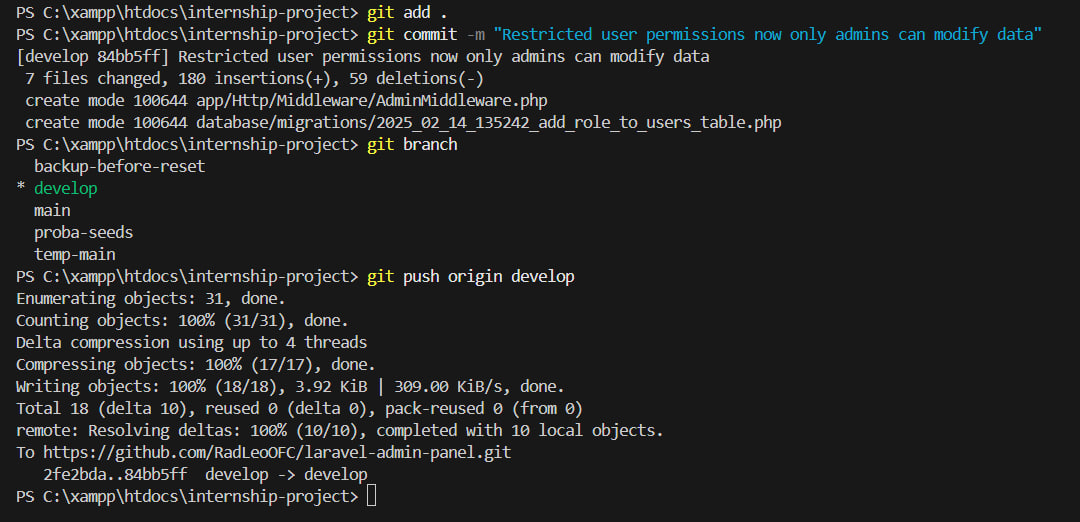 PS C:\xampp\htdocs\internship-project> git add .
PS C:\xampp\htdocs\internship-project> git commit -m "Restricted user permissions now only admins can modify data"
[develop 84bb5ff] Restricted user permissions now only admins can modify data
 7 files changed, 180 insertions(+), 59 deletions(-)
 create mode 100644 app/Http/Middleware/AdminMiddleware.php
 create mode 100644 database/migrations/2025_02_14_135242_add_role_to_users_table.php
PS C:\xampp\htdocs\internship-project> git branch
  backup-before-reset
* develop
  main
  proba-seeds
  temp-main
PS C:\xampp\htdocs\internship-project> git push origin develop
Enumerating objects: 31, done.
Counting objects: 100% (31/31), done.
Delta compression using up to 4 threads
Compressing objects: 100% (17/17), done.
Writing objects: 100% (18/18), 3.92 KiB | 309.00 KiB/s, done.
Total 18 (delta 10), reused 0 (delta 0), pack-reused 0 (from 0)
remote: Resolving deltas: 100% (10/10), completed with 10 local objects.
To https://github.com/RadLeoOFC/laravel-admin-panel.git
   2fe2bda..84bb5ff  develop -> develop
PS C:\xampp\htdocs\internship-project>